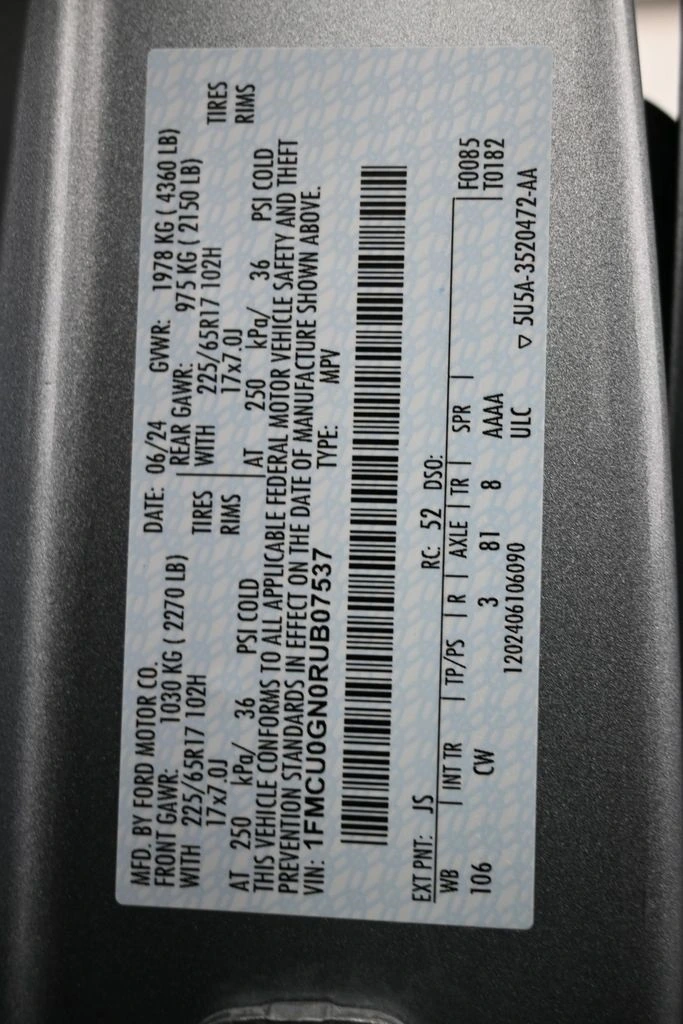 MFD. BY FORD MOTOR CO.
DATE: 06/24 GVWR: 1978 KG ( 4360 LB)
FRONT GAWR: 1030 KG ( 2270 LB)
REAR GAWR: 975 KG ( 2150 LB)
WITH 225/65R17 102H TIRES
WITH 225/65R17 102H TIRES
17x7.0J RIMS
17x7.0J RIMS
AT 250 kPa/ 36 PSI COLD
AT 250 kPa/ 36 PSI COLD
THIS VEHICLE CONFORMS TO ALL APPLICABLE FEDERAL MOTOR VEHICLE SAFETY AND THEFT
PREVENTION STANDARDS IN EFFECT ON THE DATE OF MANUFACTURE SHOWN ABOVE.
VIN: 1FMCU0GN0RUB07537 TYPE: MPV
EXT PNT: JS RC: 52 DSO:
WB INT TR TP/PS R AXLE TR SPR F0085
106 CW 3 81 8 AAAA T0182
1202406106090 ULC ▽ 5U5A-3520472-AA